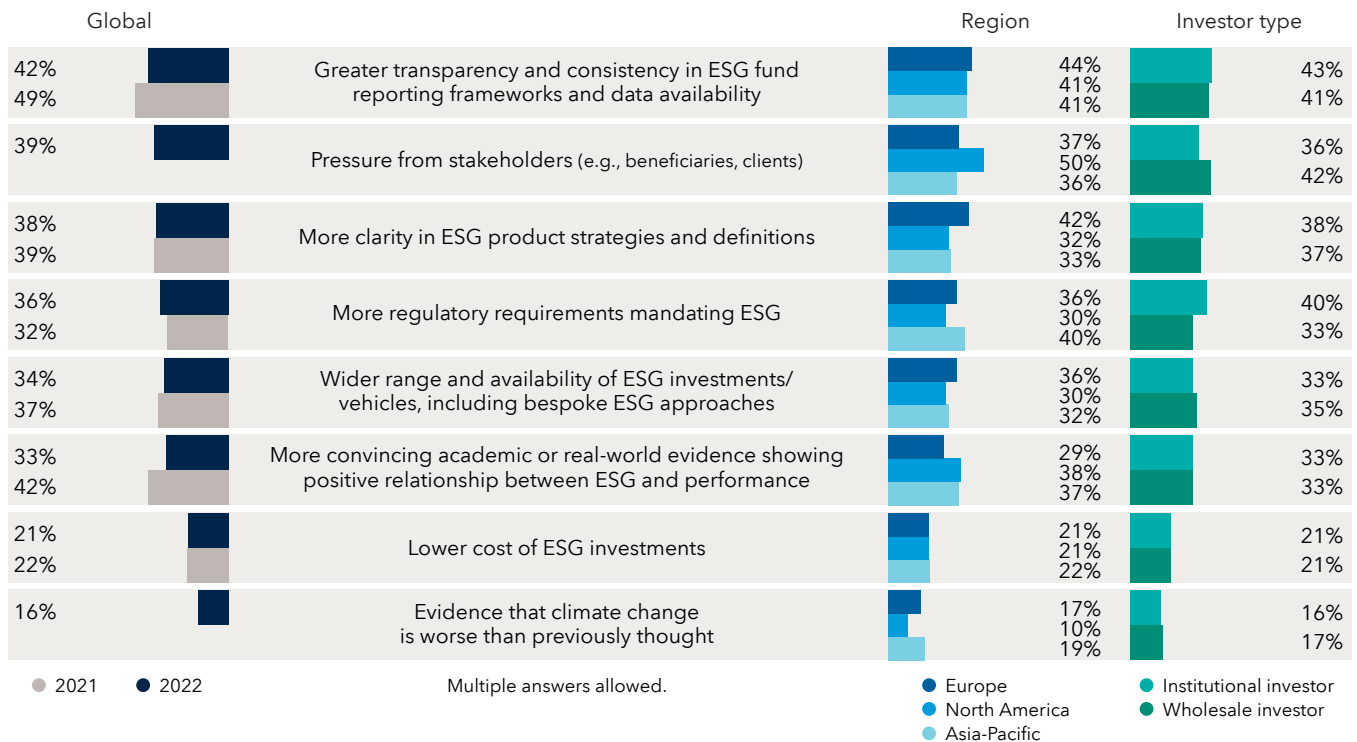 Global
Region
Investor type
42%
49%
Greater transparency and consistency in ESG fund
reporting frameworks and data availability
44%
41%
41%
43%
41%
39%
Pressure from stakeholders (e.g., beneficiaries, clients)
37%
50%
36%
36%
42%
38%
39%
More clarity in ESG product strategies and definitions
42%
32%
33%
38%
37%
36%
32%
More regulatory requirements mandating ESG
36%
30%
40%
40%
33%
34%
37%
Wider range and availability of ESG investments/
vehicles, including bespoke ESG approaches
36%
30%
32%
33%
35%
33%
42%
More convincing academic or real-world evidence showing
positive relationship between ESG and performance
29%
38%
37%
33%
33%
21%
22%
Lower cost of ESG investments
21%
21%
22%
21%
21%
16%
Evidence that climate change
is worse than previously thought
17%
10%
19%
16%
17%
2021
2022
Multiple answers allowed.
Europe
North America
Asia-Pacific
Institutional investor
Wholesale investor